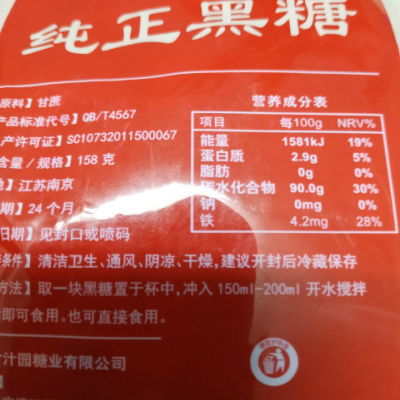 纯正黑糖
原料】甘蔗
产品标准代号】QB/T4567
产许可证】SC10732011500067
含量/规格】158克
地】江苏南京
期】24个月
日期】见封口或喷码
条件】清洁卫生、通风、阴凉、干燥,建议开封后冷藏保存
方法】取一块黑糖置于杯中,冲入150ml-200ml开水搅拌
即可食用。也可直接食用。
汁园糖业有限公司
营养成分表
项目 每100g NRV%
能量 1581kJ 19%
蛋白质 2.9g 5%
脂肪 0g 0%
碳水化合物 90.0g 30%
钠 0mg 0%
铁 4.2mg 28%